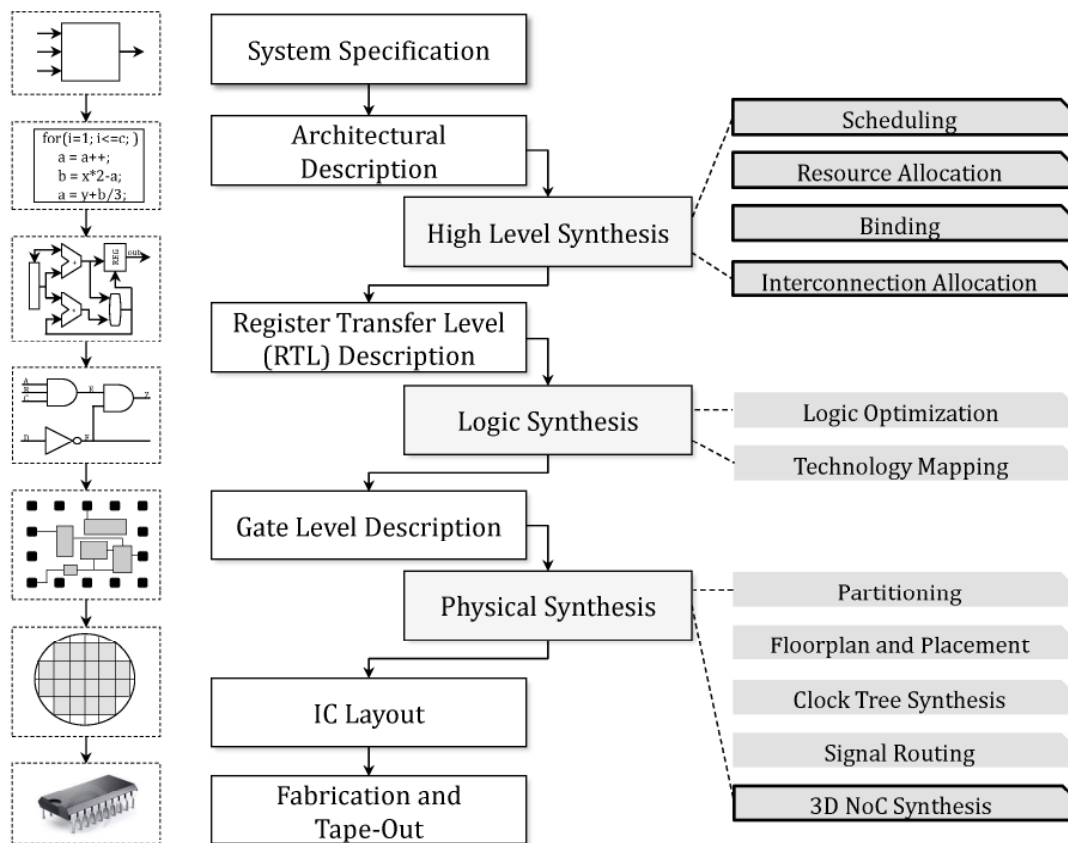 System Specification
for(i=1; i<=c; )
a = a++;
b = x*2-a;
a = y+b/3;
Architectural
Description
Scheduling
Resource Allocation
High Level Synthesis
Binding
Interconnection Allocation
REG
out
+
Register Transfer Level
(RTL) Description
A
B
C
E
Z
D
F
Logic Synthesis
Logic Optimization
Technology Mapping
Gate Level Description
Physical Synthesis
Partitioning
Floorplan and Placement
Clock Tree Synthesis
IC Layout
Signal Routing
3D NoC Synthesis
Fabrication and
Tape-Out